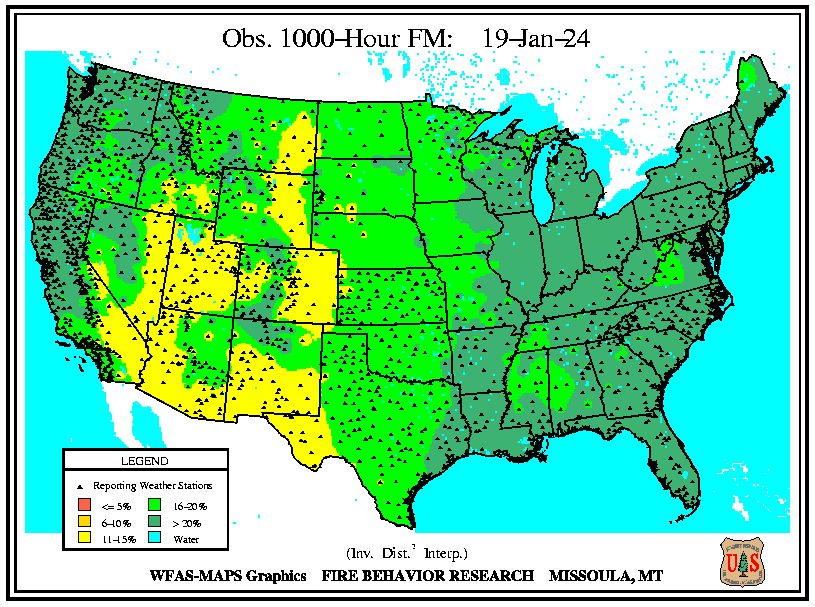 Obs. 1000-Hour FM: 19-Jan-24
LEGEND
Reporting Weather Stations
<= 5%
16-20%
6-10%
> 20%
11-15%
Water
(Inv. Dist.² Interp.)
WFAS-MAPS Graphics FIRE BEHAVIOR RESEARCH MISSOULA, MT
U S